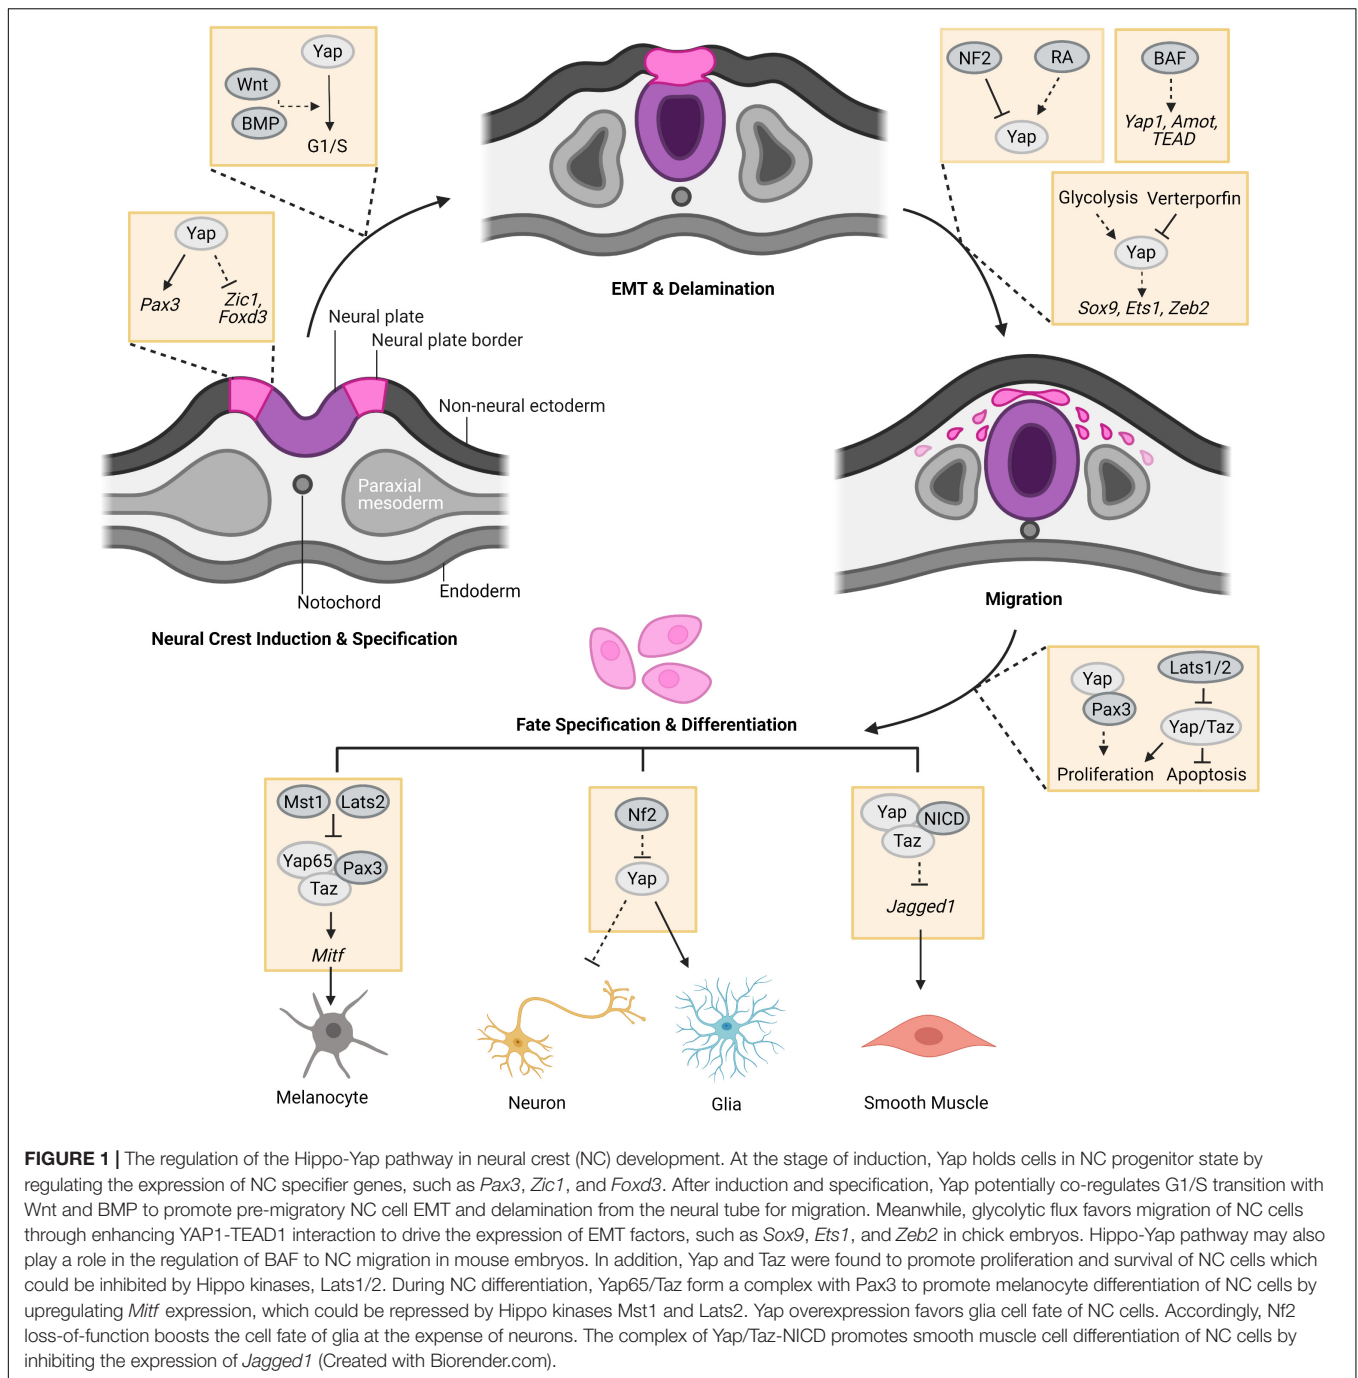 Yap
Wnt
BMP
G1/S
NF2
RA
Yap
BAF
Yap1, Amot,
TEAD
Glycolysis Verterporfin
Yap
Sox9, Ets1, Zeb2
Yap
Pax3
Zic1,
Foxd3
EMT & Delamination
Neural plate
Neural plate border
Non-neural ectoderm
Paraxial
mesoderm
Notochord
Endoderm
Neural Crest Induction & Specification
Migration
Yap
Pax3
Lats1/2
Yap/Taz
Proliferation Apoptosis
Fate Specification & Differentiation
Mst1 Lats2
Yap65
Pax3
Taz
Mitf
Nf2
Yap
Yap
NICD
Taz
Jagged1
Melanocyte
Neuron
Glia
Smooth Muscle
FIGURE 1 | The regulation of the Hippo-Yap pathway in neural crest (NC) development. At the stage of induction, Yap holds cells in NC progenitor state by
regulating the expression of NC specifier genes, such as Pax3, Zic1, and Foxd3. After induction and specification, Yap potentially co-regulates G1/S transition with
Wnt and BMP to promote pre-migratory NC cell EMT and delamination from the neural tube for migration. Meanwhile, glycolytic flux favors migration of NC cells
through enhancing YAP1-TEAD1 interaction to drive the expression of EMT factors, such as Sox9, Ets1, and Zeb2 in chick embryos. Hippo-Yap pathway may also
play a role in the regulation of BAF to NC migration in mouse embryos. In addition, Yap and Taz were found to promote proliferation and survival of NC cells which
could be inhibited by Hippo kinases, Lats1/2. During NC differentiation, Yap65/Taz form a complex with Pax3 to promote melanocyte differentiation of NC cells by
upregulating Mitf expression, which could be repressed by Hippo kinases Mst1 and Lats2. Yap overexpression favors glia cell fate of NC cells. Accordingly, Nf2
loss-of-function boosts the cell fate of glia at the expense of neurons. The complex of Yap/Taz-NICD promotes smooth muscle cell differentiation of NC cells by
inhibiting the expression of Jagged1 (Created with Biorender.com).